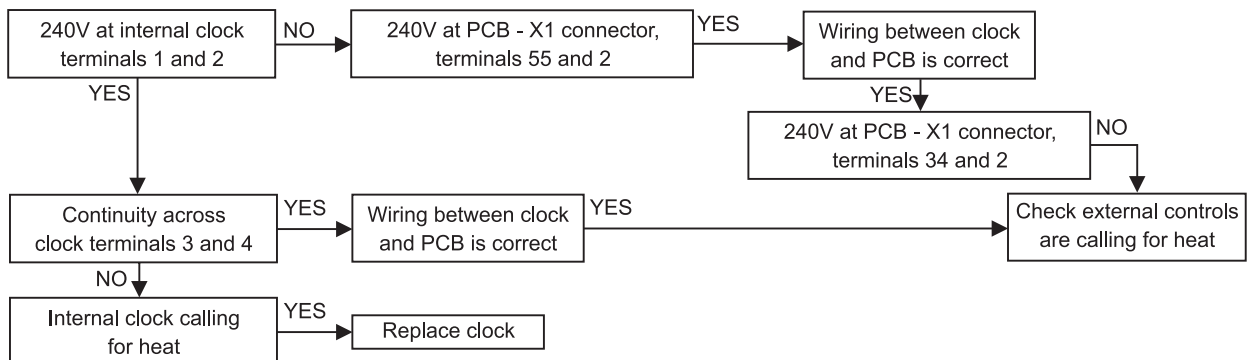 240V at internal clock
terminals 1 and 2
NO
240V at PCB - X1 connector,
terminals 55 and 2
YES
Wiring between clock
and PCB is correct
YES
YES
240V at PCB - X1 connector,
terminals 34 and 2
NO
Continuity across
clock terminals 3 and 4
YES
Wiring between clock
and PCB is correct
YES
Check external controls
are calling for heat
NO
Internal clock calling
for heat
YES
Replace clock